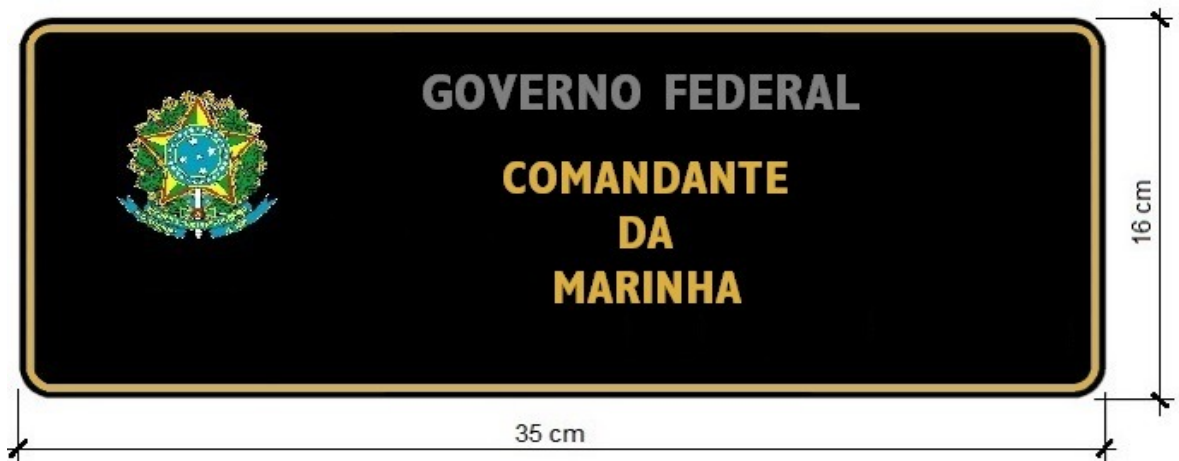 GOVERNO FEDERAL
COMANDANTE
DA
MARINHA
16 cm
35 cm